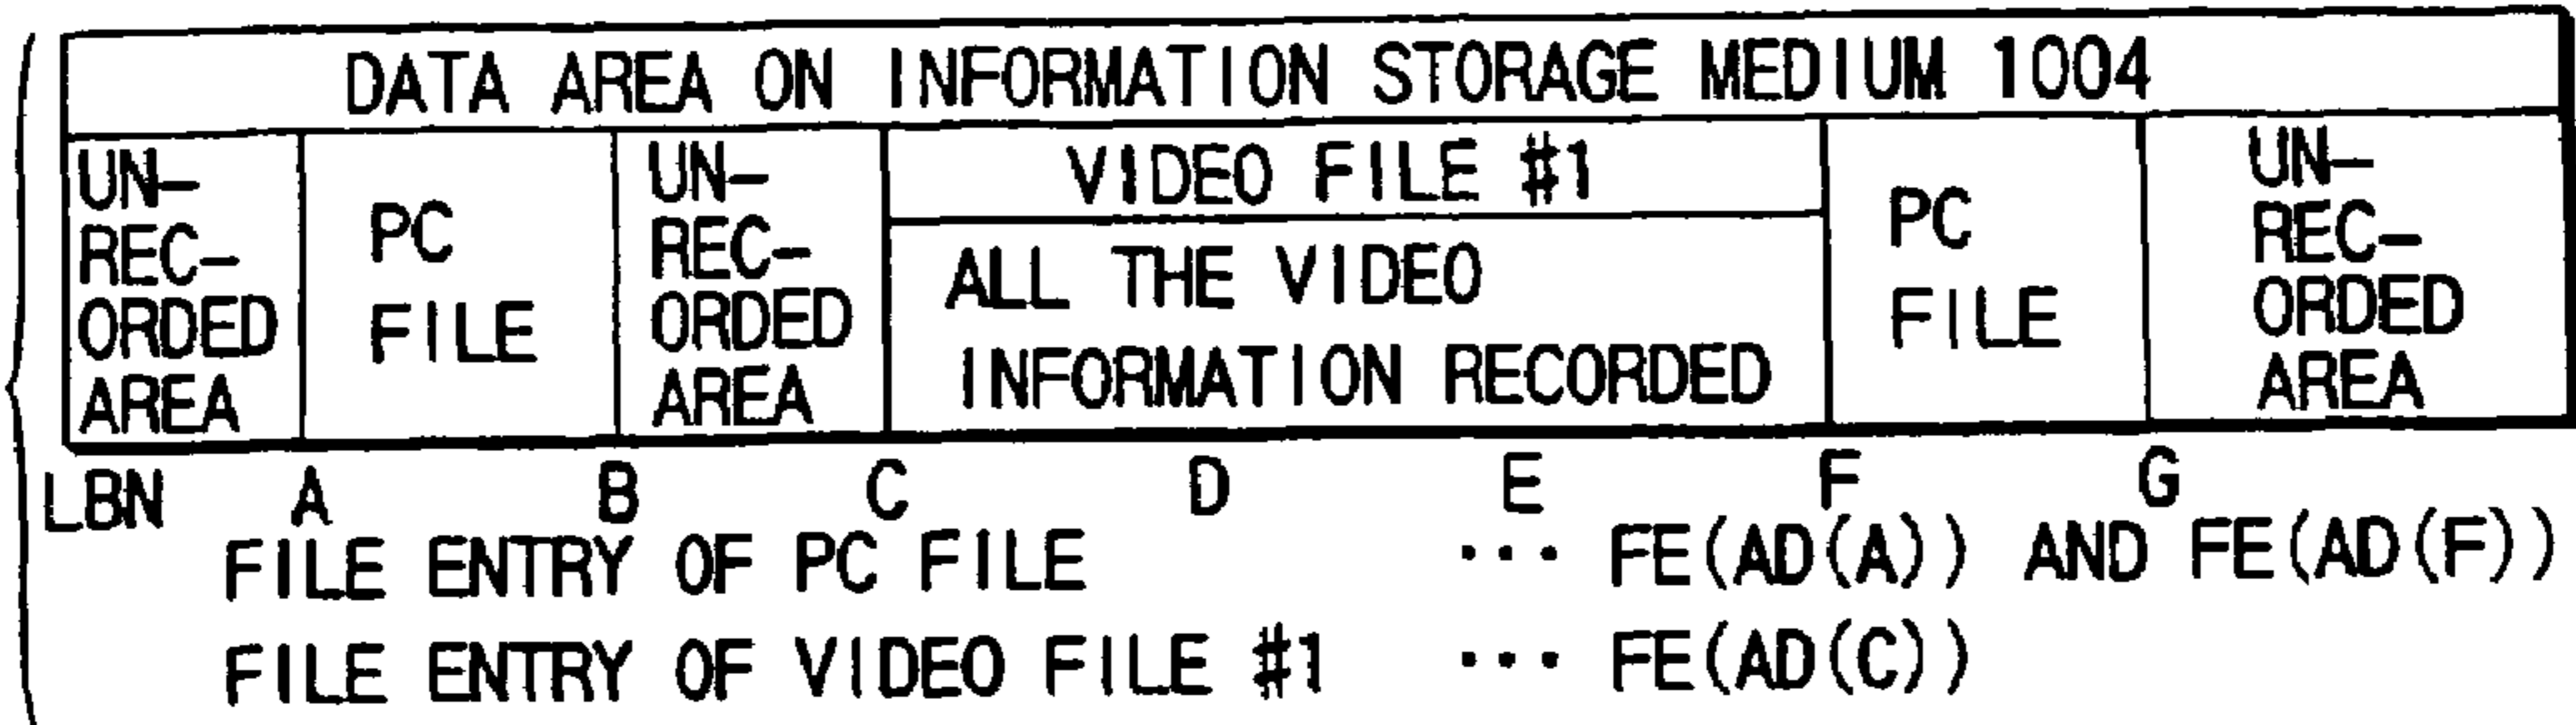 DATA AREA ON INFORMATION STORAGE MEDIUM 1004
UN-
REC-
ORDED
AREA
PC
FILE
UN-
REC-
ORDED
AREA
VIDEO FILE #1
ALL THE VIDEO
INFORMATION RECORDED
PC
FILE
UN-
REC-
ORDED
AREA
LBN A B C D E F G
FILE ENTRY OF PC FILE ··· FE(AD(A)) AND FE(AD(F))
FILE ENTRY OF VIDEO FILE #1 ··· FE(AD(C))